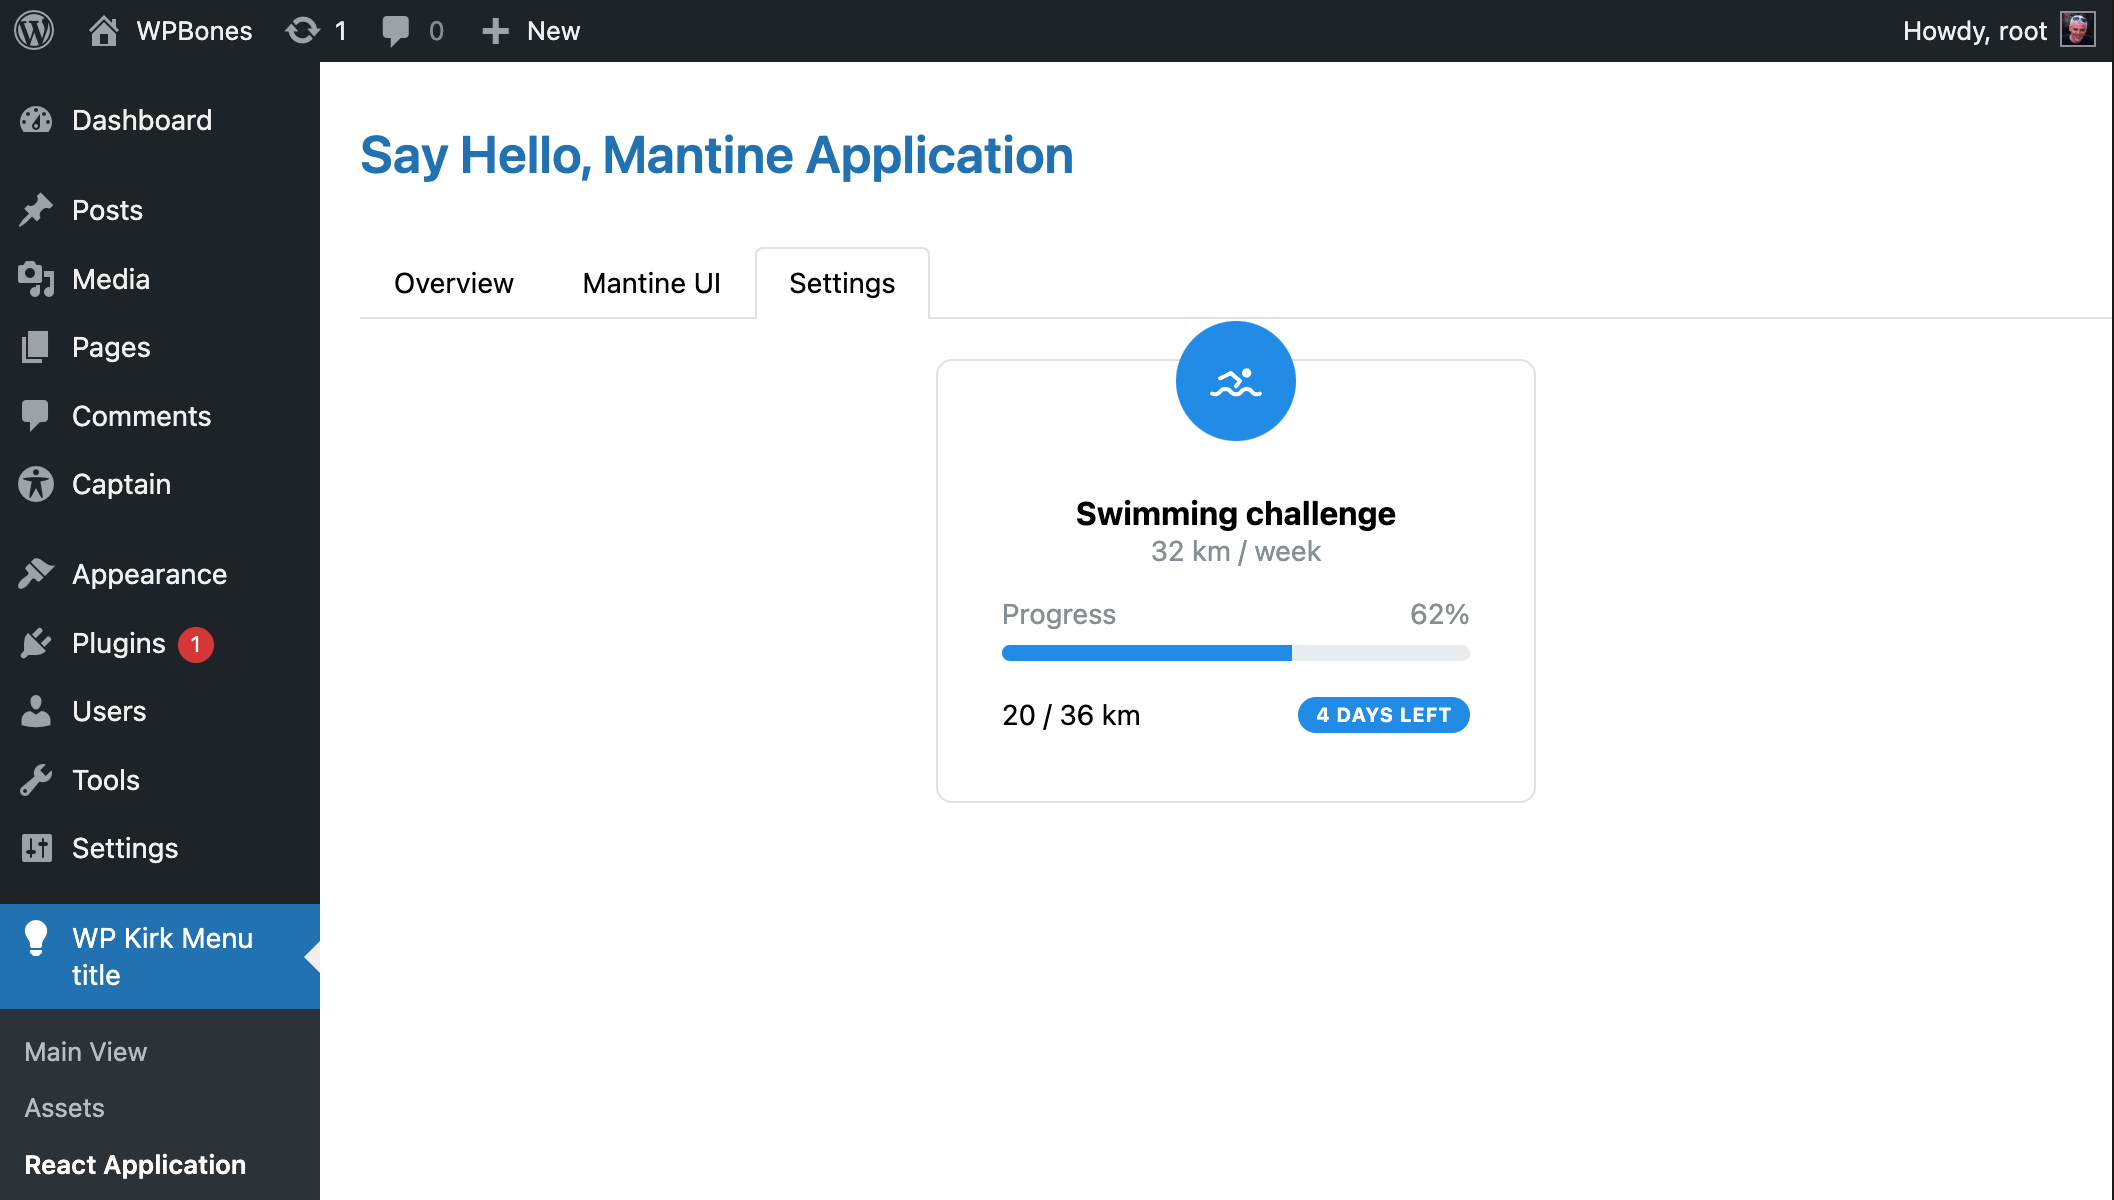 WPBones 1 0 New Howdy, root
Dashboard
Posts
Media
Pages
Comments
Captain
Appearance
Plugins 1
Users
Tools
Settings
WP Kirk Menu
title
Main View
Assets
React Application
Say Hello, Mantine Application
Overview Mantine UI Settings
Swimming challenge
32 km / week
Progress 62%
20 / 36 km 4 DAYS LEFT